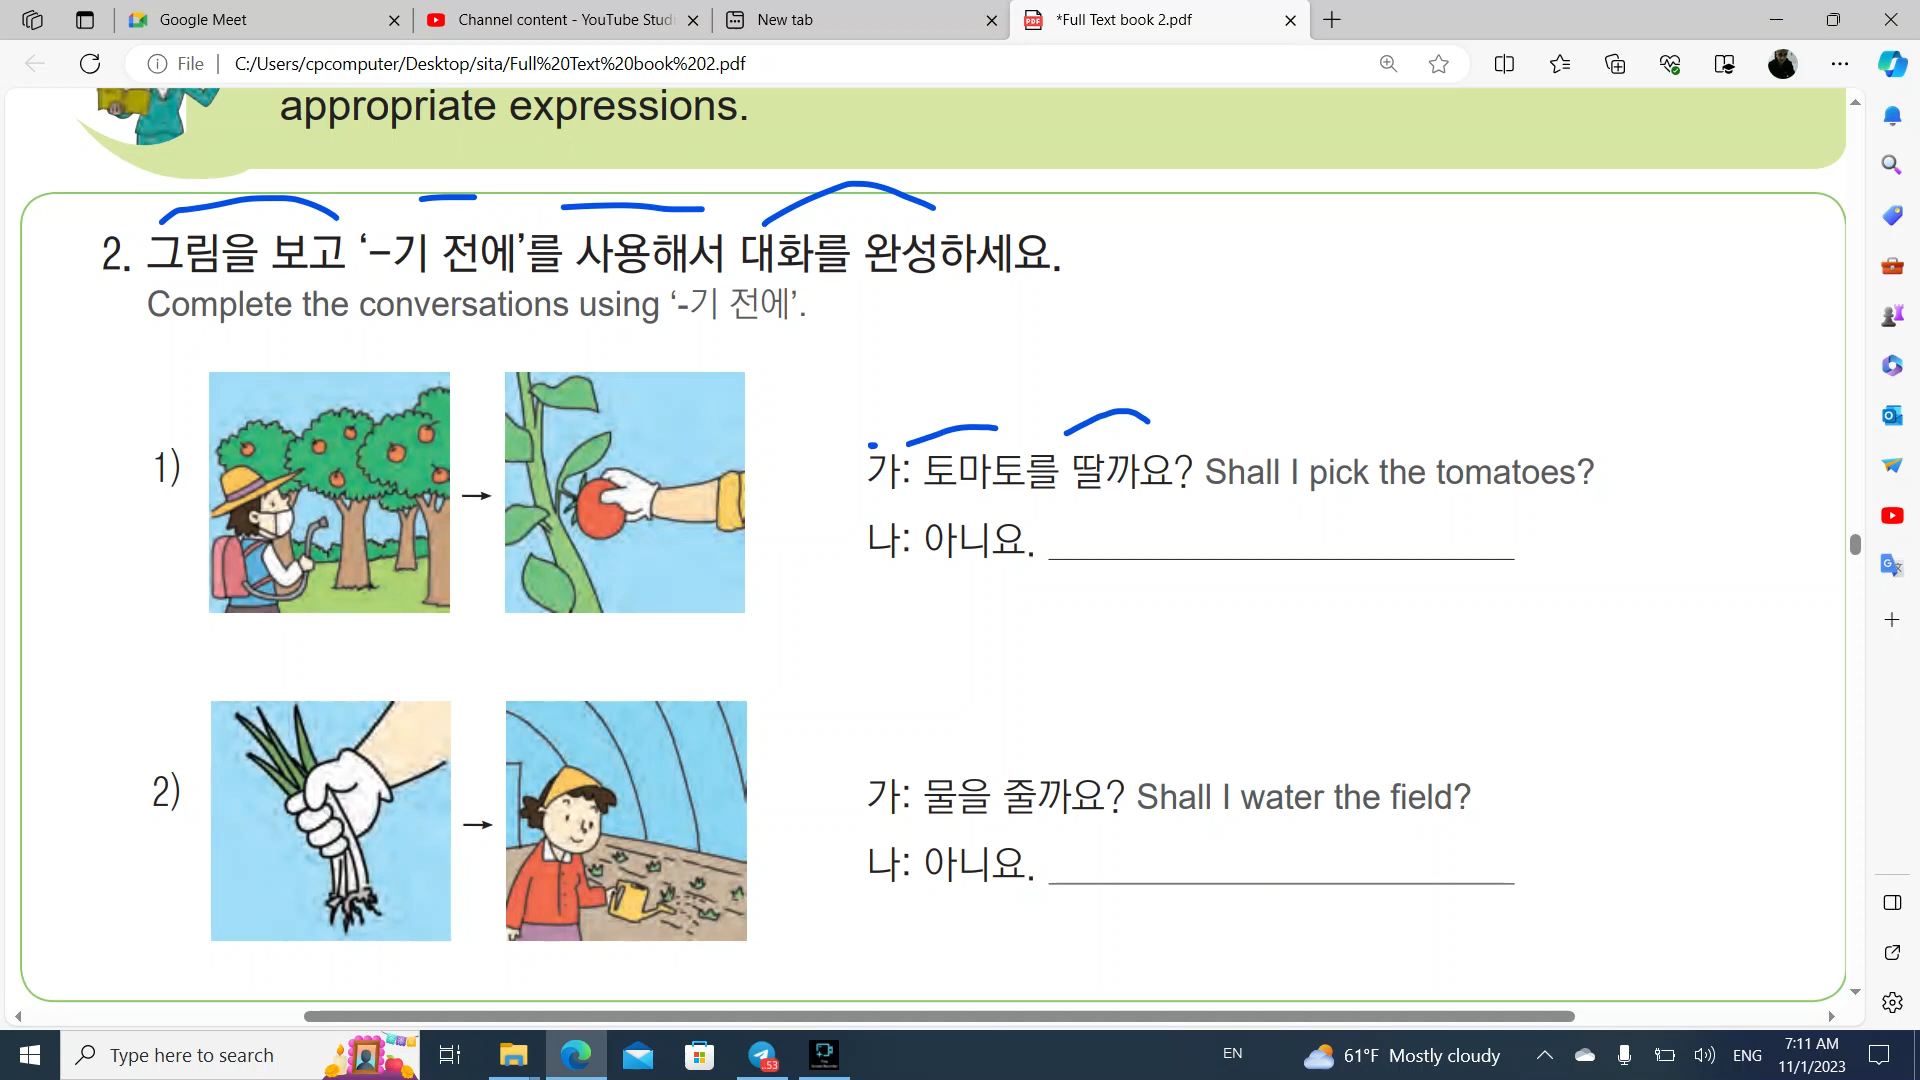 Google Meet
Channel content - YouTube Studi
New tab
*Full Text book 2.pdf
File
C:/Users/cpcomputer/Desktop/sita/Full%20Text%20book%202.pdf
appropriate expressions.
2. 그림을 보고 ‘-기 전에’를 사용해서 대화를 완성하세요.
Complete the conversations using ‘-기 전에’.
1)
가: 토마토를 딸까요? Shall I pick the tomatoes?
나: 아니요.
2)
가: 물을 줄까요? Shall I water the field?
나: 아니요.
Type here to search
.53
EN
61°F Mostly cloudy
ENG
7:11 AM
11/1/2023